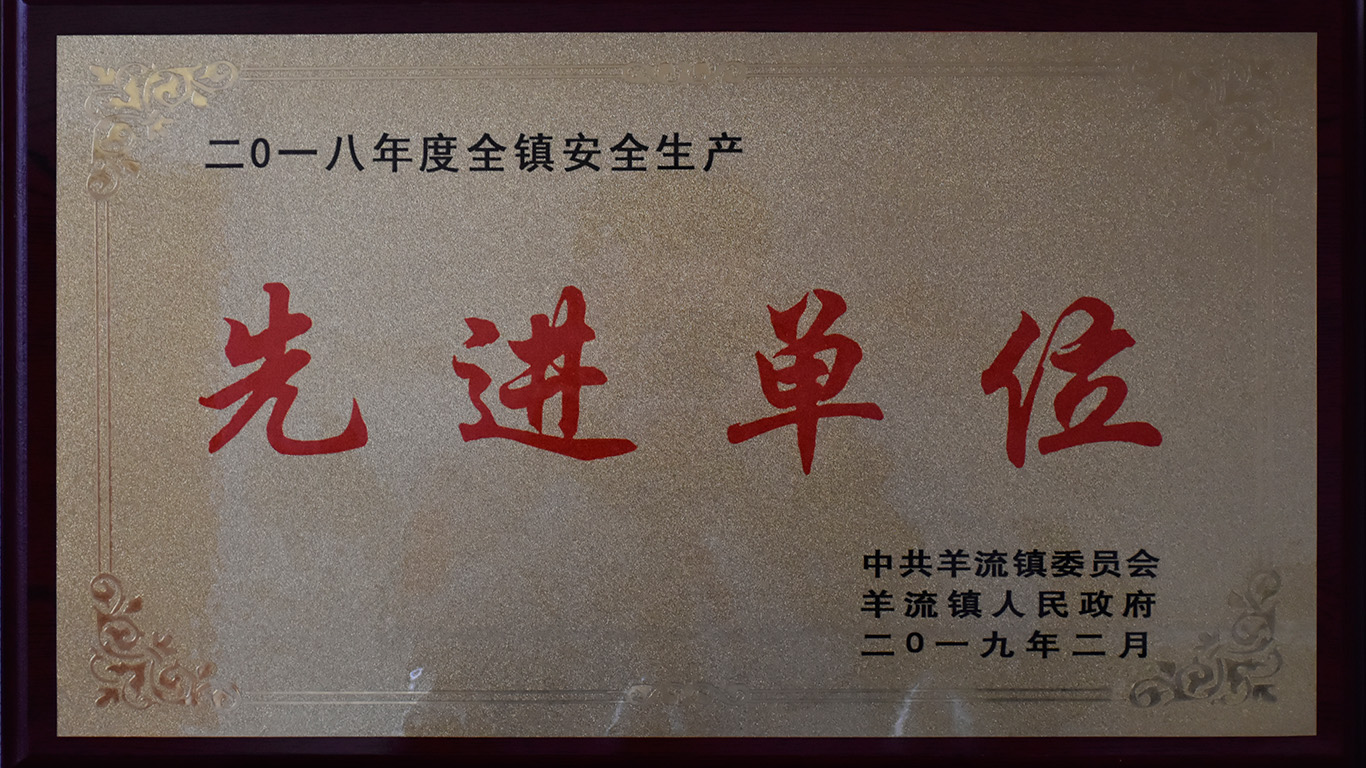 二0一八年度全镇安全生产
先进单位
中共羊流镇委员会
羊流镇人民政府
二0一九年二月